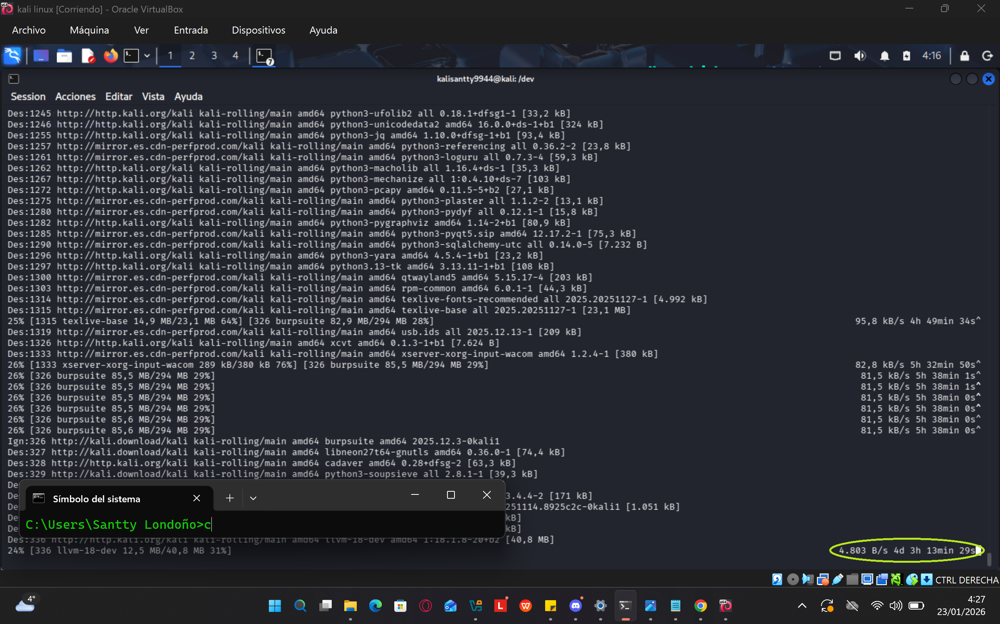 kali linux [Corriendo] - Oracle VirtualBox
Archivo Máquina Ver Entrada Dispositivos Ayuda
1 2 3 4 7 4:16
kalisantty9944@kali: /dev
Session Acciones Editar Vista Ayuda
Des:1245 http://http.kali.org/kali kali-rolling/main amd64 python3-ufolib2 all 0.18.1+dfsg1-1 [33,2 kB]
Des:1246 http://http.kali.org/kali kali-rolling/main amd64 python3-unicodedata2 amd64 16.0.0+ds-1+b1 [324 kB]
Des:1255 http://http.kali.org/kali kali-rolling/main amd64 python3-jq amd64 1.10.0+dfsg-1+b1 [93,4 kB]
Des:1257 http://mirror.es.cdn-perfprod.com/kali kali-rolling/main amd64 python3-referencing all 0.36.2-2 [23,8 kB]
Des:1261 http://mirror.es.cdn-perfprod.com/kali kali-rolling/main amd64 python3-loguru all 0.7.3-4 [59,3 kB]
Des:1262 http://http.kali.org/kali kali-rolling/main amd64 python3-macholib all 1.16.4+ds-1 [35,3 kB]
Des:1267 http://http.kali.org/kali kali-rolling/main amd64 python3-mechanize all 1:0.4.10+ds-7 [103 kB]
Des:1272 http://http.kali.org/kali kali-rolling/main amd64 python3-pcapy amd64 0.11.5-5+b2 [27,1 kB]
Des:1275 http://mirror.es.cdn-perfprod.com/kali kali-rolling/main amd64 python3-plaster all 1.1.2-2 [13,1 kB]
Des:1280 http://mirror.es.cdn-perfprod.com/kali kali-rolling/main amd64 python3-pydyf all 0.12.1-1 [15,8 kB]
Des:1282 http://http.kali.org/kali kali-rolling/main amd64 python3-pygraphviz amd64 1.14-2+b1 [80,9 kB]
Des:1285 http://mirror.es.cdn-perfprod.com/kali kali-rolling/main amd64 python3-pyqt5.sip amd64 12.17.2-1 [75,3 kB]
Des:1290 http://mirror.es.cdn-perfprod.com/kali kali-rolling/main amd64 python3-sqlalchemy-utc all 0.14.0-5 [7.232 B]
Des:1296 http://http.kali.org/kali kali-rolling/main amd64 python3-yara amd64 4.5.4-1+b1 [23,2 kB]
Des:1297 http://http.kali.org/kali kali-rolling/main amd64 python3.13-tk amd64 3.13.11-1+b1 [108 kB]
Des:1300 http://mirror.es.cdn-perfprod.com/kali kali-rolling/main amd64 qtwayland5 amd64 5.15.17-4 [203 kB]
Des:1303 http://mirror.es.cdn-perfprod.com/kali kali-rolling/main amd64 rpm-common amd64 6.0.1-1 [44,3 kB]
Des:1314 http://mirror.es.cdn-perfprod.com/kali kali-rolling/main amd64 texlive-fonts-recommended all 2025.20251127-1 [4.992 kB]
Des:1315 http://mirror.es.cdn-perfprod.com/kali kali-rolling/main amd64 texlive-base all 2025.20251127-1 [23,1 MB]
25% [1315 texlive-base 14,9 MB/23,1 MB 64%] [326 burpsuite 82,9 MB/294 MB 28%] 95,8 kB/s 4h 49min 34s^
Des:1319 http://mirror.es.cdn-perfprod.com/kali kali-rolling/main amd64 usb.ids all 2025.12.13-1 [209 kB]
Des:1326 http://http.kali.org/kali kali-rolling/main amd64 xcvt amd64 0.1.3-1+b1 [7.624 B]
Des:1333 http://mirror.es.cdn-perfprod.com/kali kali-rolling/main amd64 xserver-xorg-input-wacom amd64 1.2.4-1 [380 kB]
26% [1333 xserver-xorg-input-wacom 289 kB/380 kB 76%] [326 burpsuite 85,5 MB/294 MB 29%] 82,8 kB/s 5h 32min 50s^
26% [326 burpsuite 85,5 MB/294 MB 29%] 81,5 kB/s 5h 38min 1s^
26% [326 burpsuite 85,5 MB/294 MB 29%] 81,5 kB/s 5h 38min 1s^
26% [326 burpsuite 85,5 MB/294 MB 29%] 81,5 kB/s 5h 38min 0s^
26% [326 burpsuite 85,5 MB/294 MB 29%] 81,5 kB/s 5h 38min 0s^
26% [326 burpsuite 85,6 MB/294 MB 29%] 81,5 kB/s 5h 38min 0s^
26% [326 burpsuite 85,6 MB/294 MB 29%] 81,5 kB/s 5h 38min 0s^
Ign:326 http://kali.download/kali kali-rolling/main amd64 burpsuite amd64 2025.12.3-0kali1
Des:327 http://kali.download/kali kali-rolling/main amd64 libneon27t64-gnutls amd64 0.36.0-1 [74,4 kB]
Des:328 http://http.kali.org/kali kali-rolling/main amd64 cadaver amd64 0.28+dfsg-2 [63,3 kB]
Des:329 http://kali.download/kali kali-rolling/main amd64 python3-soupsieve all 2.8.1-1 [39,3 kB]
De
De 3.4.4-2 [171 kB]
De 251114.8925c2c-0kali1 [1.051 kB]
De kB]
De kB]
Símbolo del sistema
C:\Users\Santty Londoño>c
Des:336 http://http.kali.org/kali kali-rolling/main amd64 llvm-18-dev amd64 1:18.1.8-20+b2 [40,8 MB]
24% [336 llvm-18-dev 12,5 MB/40,8 MB 31%] 4.803 B/s 4d 3h 13min 29s
CTRL DERECHA
4°
4:27
23/01/2026